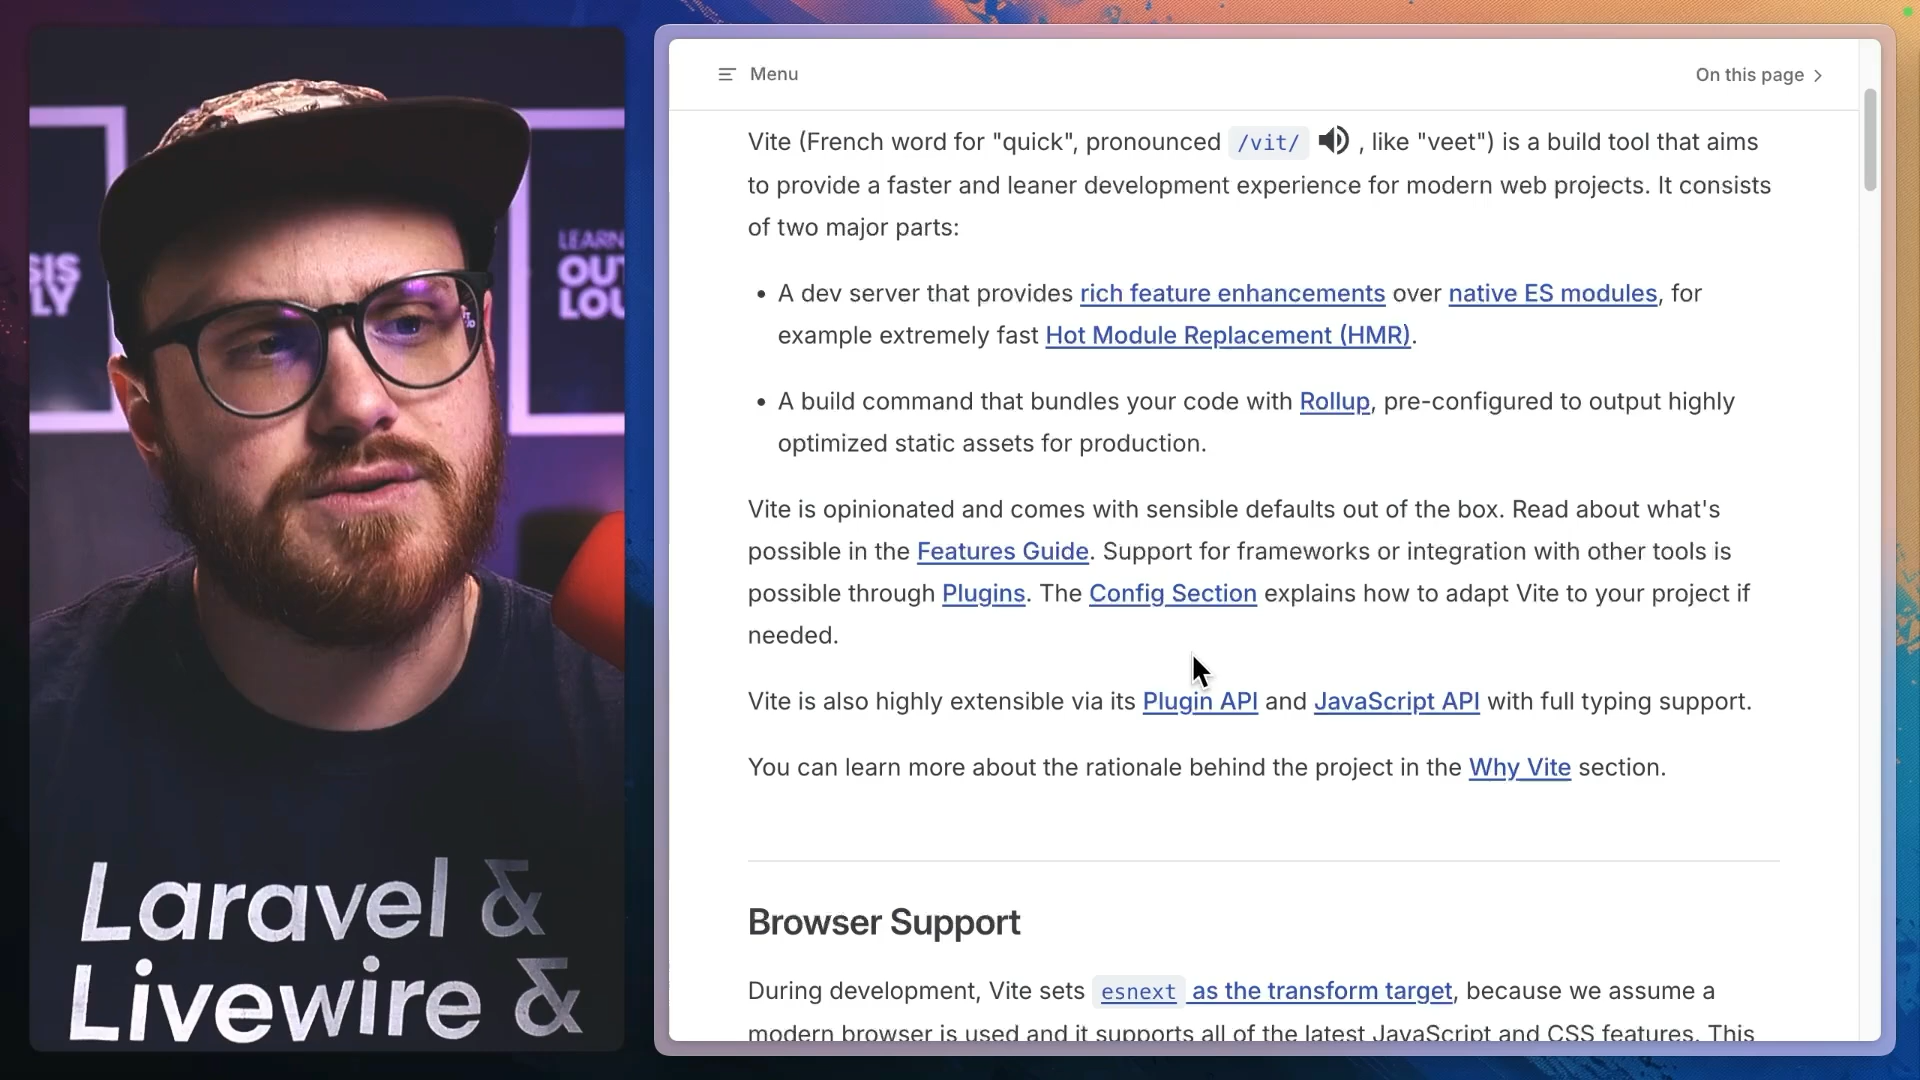 SIS
LY
LEARN
OUT
LOU
Laravel &
Livewire &
Menu
On this page
Vite (French word for "quick", pronounced /vit/ , like "veet") is a build tool that aims
to provide a faster and leaner development experience for modern web projects. It consists
of two major parts:
• A dev server that provides rich feature enhancements over native ES modules, for
example extremely fast Hot Module Replacement (HMR).
• A build command that bundles your code with Rollup, pre-configured to output highly
optimized static assets for production.
Vite is opinionated and comes with sensible defaults out of the box. Read about what's
possible in the Features Guide. Support for frameworks or integration with other tools is
possible through Plugins. The Config Section explains how to adapt Vite to your project if
needed.
Vite is also highly extensible via its Plugin API and JavaScript API with full typing support.
You can learn more about the rationale behind the project in the Why Vite section.
Browser Support
During development, Vite sets esnext as the transform target, because we assume a
modern browser is used and it supports all of the latest JavaScript and CSS features. This